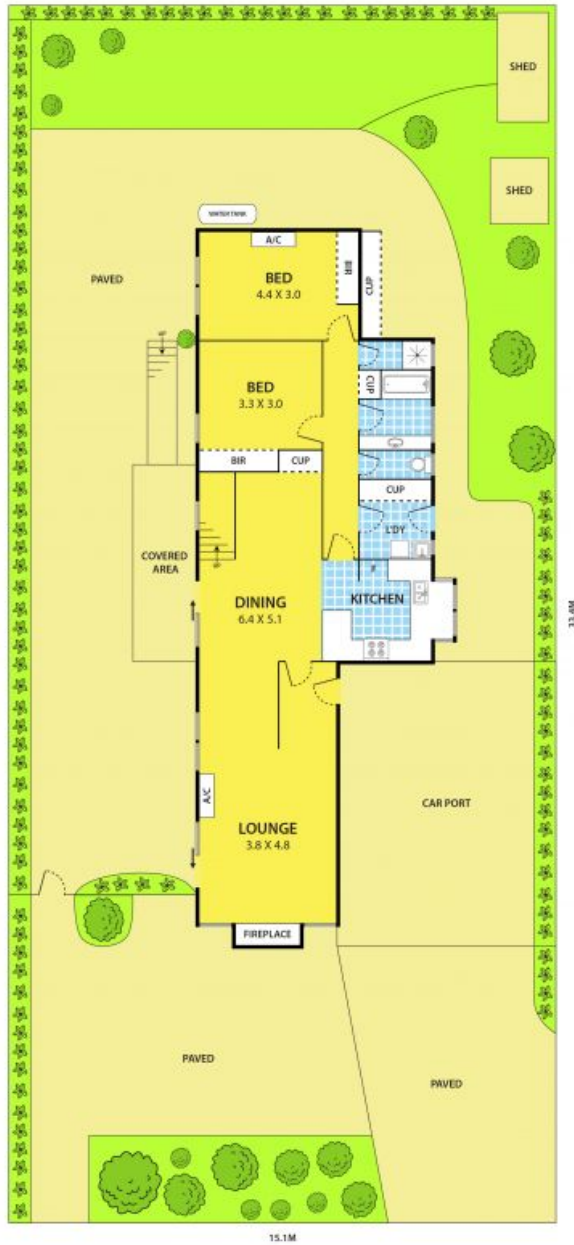 SHED
SHED
WATER TANK
A/C
BED
4.4 X 3.0
BIR
CUP
PAVED
BED
3.3 X 3.0
CUP
BIR
CUP
CUP
L'DY
COVERED
AREA
F
KITCHEN
DINING
6.4 X 5.1
33.4M
A/C
CAR PORT
LOUNGE
3.8 X 4.8
FIREPLACE
PAVED
PAVED
15.1M